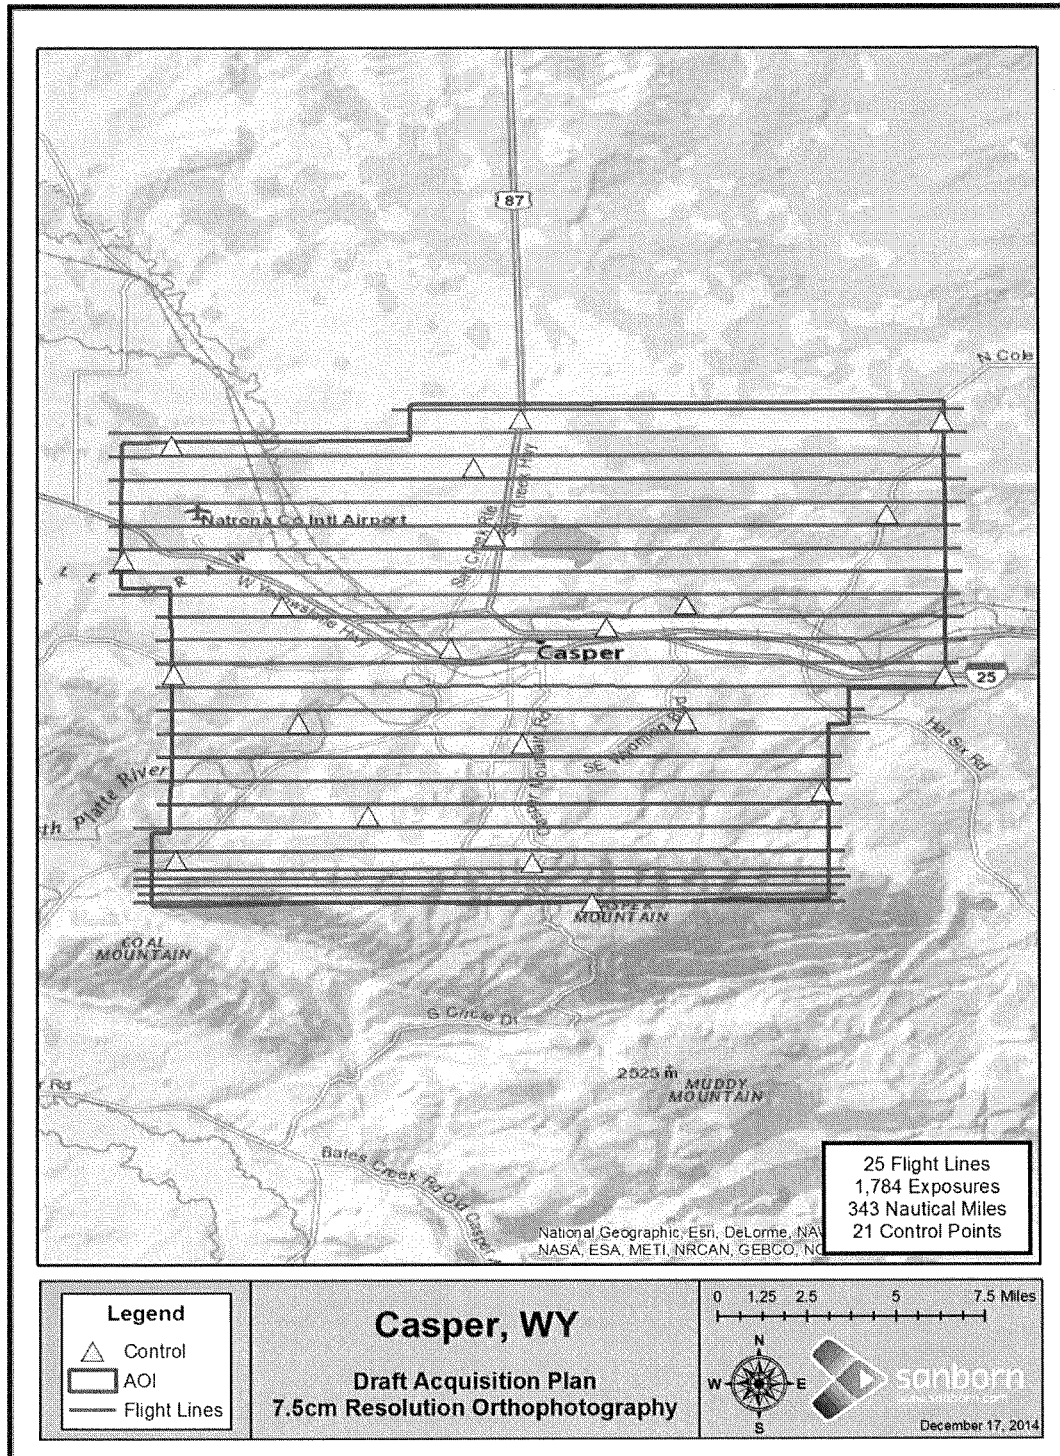 87
N Cole
Salt Creek Hwy
Natrona Co Intl Airport
W Yellowstone Hwy
Casper
25
Casper Mountain Rd
SE Wyoming Blvd
Hat Six Rd
th Platte River
CASPER
MOUNTAIN
COAL
MOUNTAIN
G Circle Dr
2525 m
MUDDY
MOUNTAIN
r Rd
Bates Creek Rd Old Casper
25 Flight Lines
1,784 Exposures
343 Nautical Miles
21 Control Points
National Geographic, Esri, DeLorme, NAV
NASA, ESA, METI, NRCAN, GEBCO, NO
Legend
Control
AOI
Flight Lines
Casper, WY
Draft Acquisition Plan
7.5cm Resolution Orthophotography
0 1.25 2.5 5 7.5 Miles
N
W E
S
sanborn
December 17, 2014